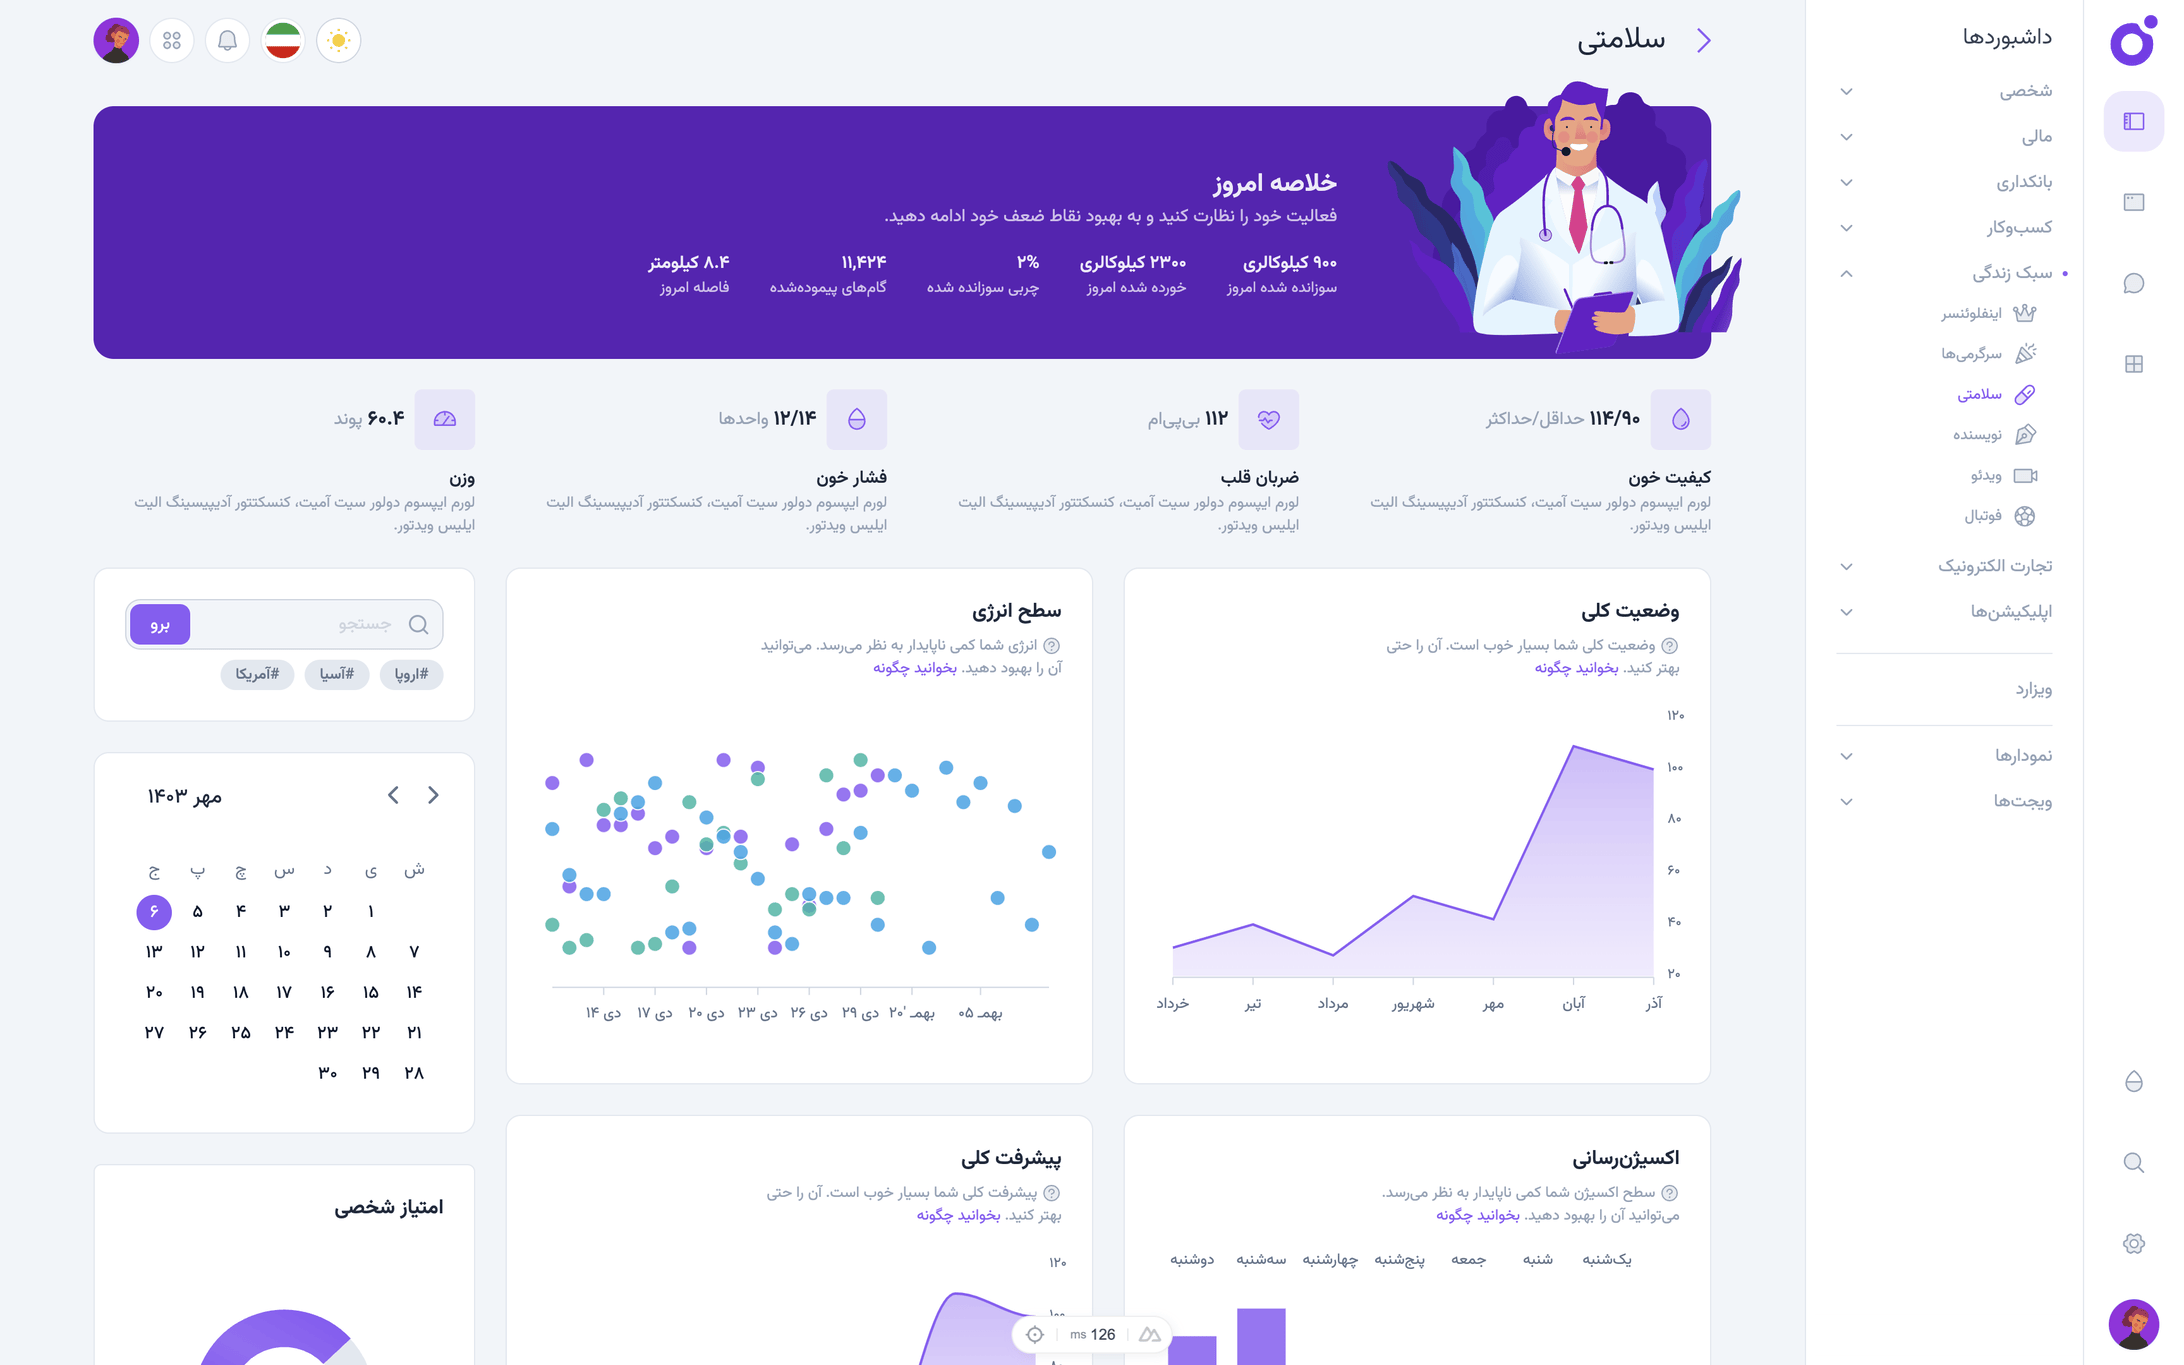 داشبوردها
شخصی
مالی
بانکداری
کسب‌وکار
سبک زندگی
اینفلوئنسر
سرگرمی‌ها
سلامتی
نویسنده
ویدئو
فوتبال
تجارت الکترونیک
اپلیکیشن‌ها
ویزارد
نمودارها
ویجت‌ها
سلامتی
خلاصه امروز
فعالیت خود را نظارت کنید و به بهبود نقاط ضعف خود ادامه دهید.
۹۰۰ کیلوکالری
سوزانده شده امروز
۲۳۰۰ کیلوکالری
خورده شده امروز
۲%
چربی سوزانده شده
۱۱,۴۲۴
گام‌های پیموده‌شده
۸.۴ کیلومتر
فاصله امروز
۱۱۴/۹۰ حداقل/حداکثر
کیفیت خون
لورم ایپسوم دولور سیت آمیت، کنسکتتور آدیپیسینگ الیت
ایلیس ویدتور.
۱۱۲ بی‌پی‌ام
ضربان قلب
لورم ایپسوم دولور سیت آمیت، کنسکتتور آدیپیسینگ الیت
ایلیس ویدتور.
۱۲/۱۴ واحدها
فشار خون
لورم ایپسوم دولور سیت آمیت، کنسکتتور آدیپیسینگ الیت
ایلیس ویدتور.
۶۰.۴ پوند
وزن
لورم ایپسوم دولور سیت آمیت، کنسکتتور آدیپیسینگ الیت
ایلیس ویدتور.
وضعیت کلی
وضعیت کلی شما بسیار خوب است. آن را حتی
بهتر کنید. بخوانید چگونه
۱۲۰
۱۰۰
۸۰
۶۰
۴۰
۲۰
آذر
آبان
مهر
شهریور
مرداد
تیر
خرداد
سطح انرژی
انرژی شما کمی ناپایدار به نظر می‌رسد. می‌توانید
آن را بهبود دهید. بخوانید چگونه
دی ۱۴
دی ۱۷
دی ۲۰
دی ۲۳
دی ۲۶
دی ۲۹
بهمـ '۲۰
بهمـ ۰۵
جستجو
برو
#اروپا
#آسیا
#آمریکا
مهر ۱۴۰۳
ش ی د س چ پ ج
۱ ۲ ۳ ۴ ۵ ۶
۷ ۸ ۹ ۱۰ ۱۱ ۱۲ ۱۳
۱۴ ۱۵ ۱۶ ۱۷ ۱۸ ۱۹ ۲۰
۲۱ ۲۲ ۲۳ ۲۴ ۲۵ ۲۶ ۲۷
۲۸ ۲۹ ۳۰
اکسیژن‌رسانی
سطح اکسیژن شما کمی ناپایدار به نظر می‌رسد.
می‌توانید آن را بهبود دهید. بخوانید چگونه
یک‌شنبه
شنبه
جمعه
پنج‌شنبه
چهارشنبه
سه‌شنبه
دوشنبه
پیشرفت کلی
پیشرفت کلی شما بسیار خوب است. آن را حتی
بهتر کنید. بخوانید چگونه
۱۲۰
امتیاز شخصی
126 ms